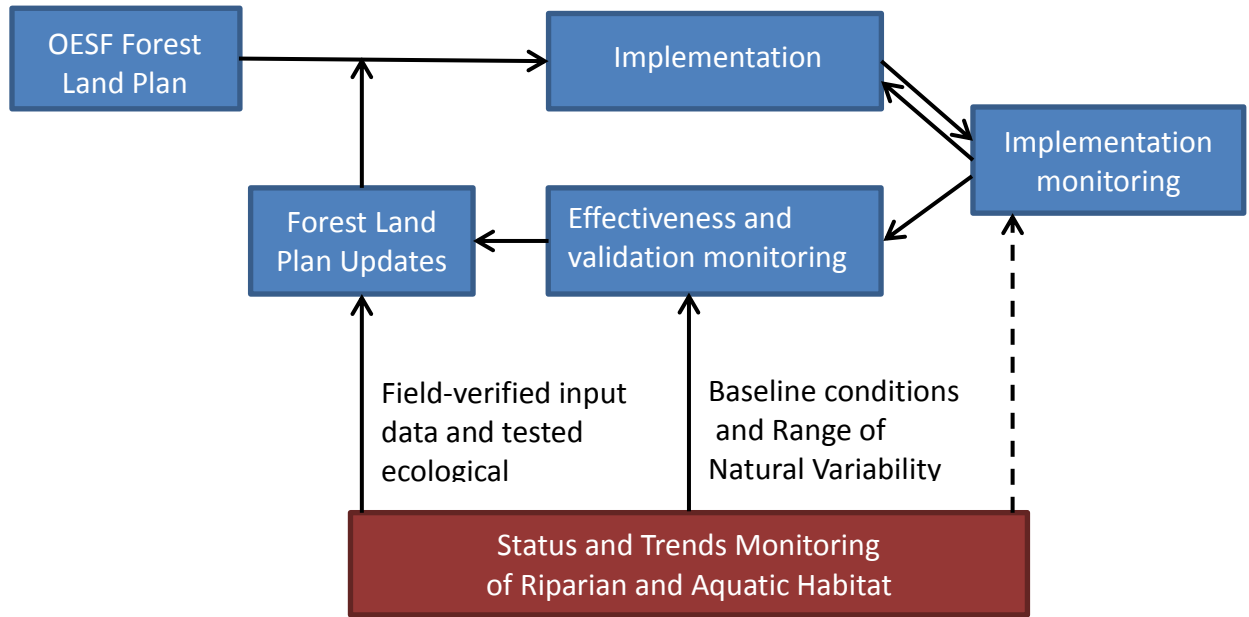 OESF Forest
Land Plan
Implementation
Implementation
monitoring
Forest Land
Plan Updates
Effectiveness and
validation monitoring
Field-verified input
data and tested
ecological
Baseline conditions
and Range of
Natural Variability
Status and Trends Monitoring
of Riparian and Aquatic Habitat